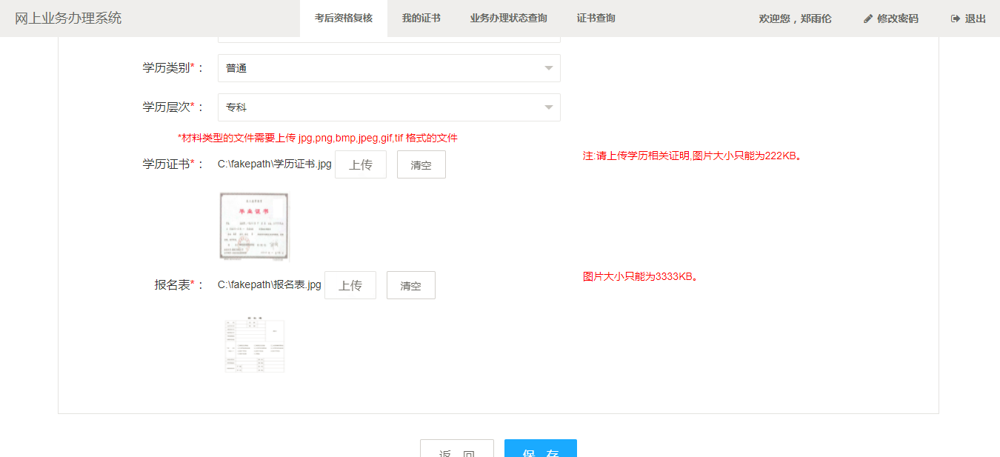 网上业务办理系统 考后资格复核 我的证书 业务办理状态查询 证书查询 欢迎您，郑雨伦 修改密码 退出
学历类别*： 普通
学历层次*： 专科
*材料类型的文件需要上传 jpg,png,bmp,jpeg,gif,tif 格式的文件
学历证书*： C:\fakepath\学历证书.jpg 上传 清空 注:请上传学历相关证明,图片大小只能为222KB。
毕业证书
报名表*： C:\fakepath\报名表.jpg 上传 清空 图片大小只能为3333KB。
返 回 保 存